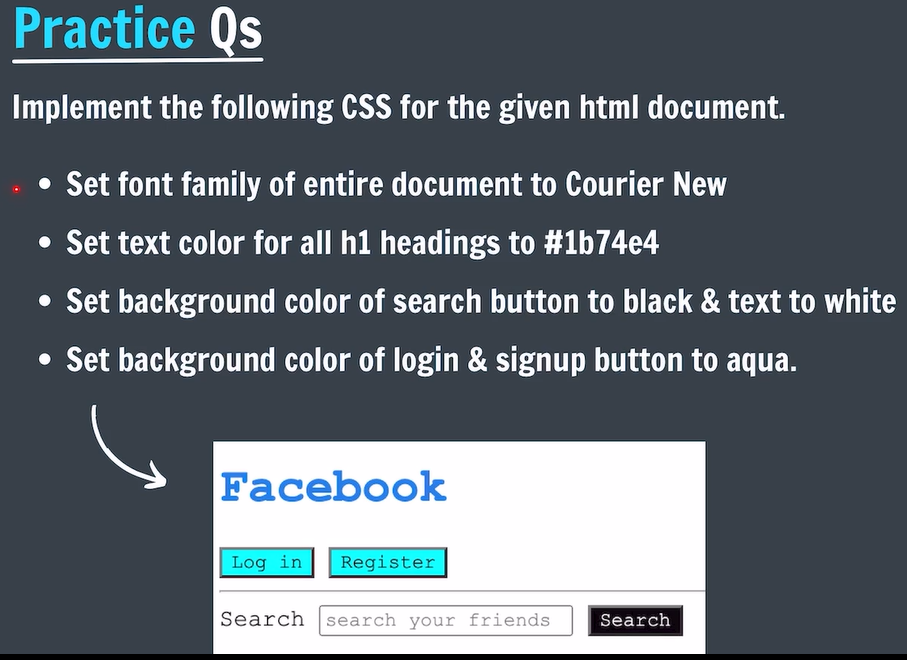 Practice Qs
Implement the following CSS for the given html document.
• Set font family of entire document to Courier New
• Set text color for all h1 headings to #1b74e4
• Set background color of search button to black & text to white
• Set background color of login & signup button to aqua.
Facebook
Log in Register
Search search your friends Search